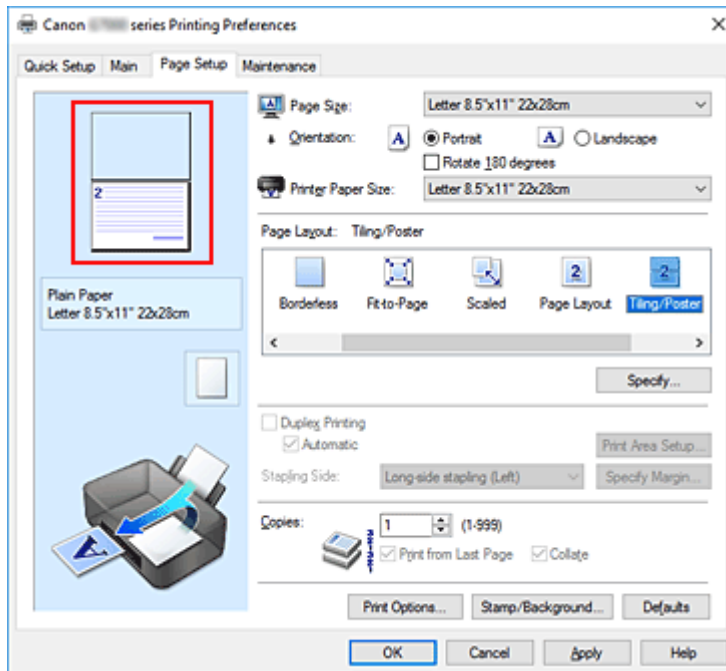 Canon series Printing Preferences
Quick Setup Main Page Setup Maintenance
2
Plain Paper
Letter 8.5"x11" 22x28cm
A
Page Size: Letter 8.5"x11" 22x28cm
Orientation: A Portrait A Landscape
Rotate 180 degrees
Printer Paper Size: Letter 8.5"x11" 22x28cm
Page Layout: Tiling/Poster
2 2
Borderless Fit-to-Page Scaled Page Layout Tiling/Poster
Specify...
Duplex Printing
Automatic Print Area Setup...
Stapling Side: Long-side stapling (Left) Specify Margin...
Copies: 1 (1-999)
Print from Last Page Collate
Print Options... Stamp/Background... Defaults
OK Cancel Apply Help